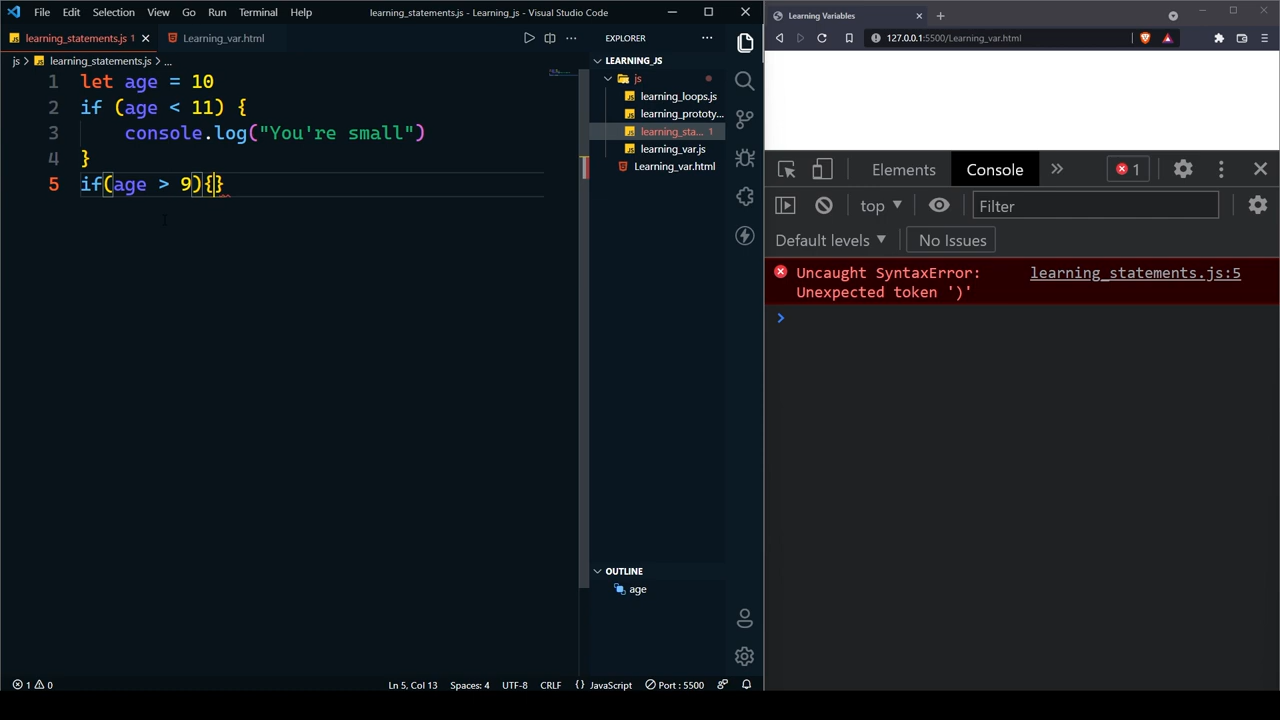 File Edit Selection View Go Run Terminal Help learning_statements.js - Learning_js - Visual Studio Code
learning_statements.js 1 Learning_var.html
js > learning_statements.js > ...
1 let age = 10
2 if (age < 11) {
3 console.log("You're small")
4 }
5 if(age > 9){}
EXPLORER
LEARNING_JS
js
learning_loops.js
learning_prototy...
learning_sta... 1
learning_var.js
Learning_var.html
OUTLINE
age
1 0 Ln 5, Col 13 Spaces: 4 UTF-8 CRLF {} JavaScript Port : 5500
Learning Variables
127.0.0.1:5500/Learning_var.html
Elements Console 1
top Filter
Default levels No Issues
Uncaught SyntaxError: learning_statements.js:5
Unexpected token ')'